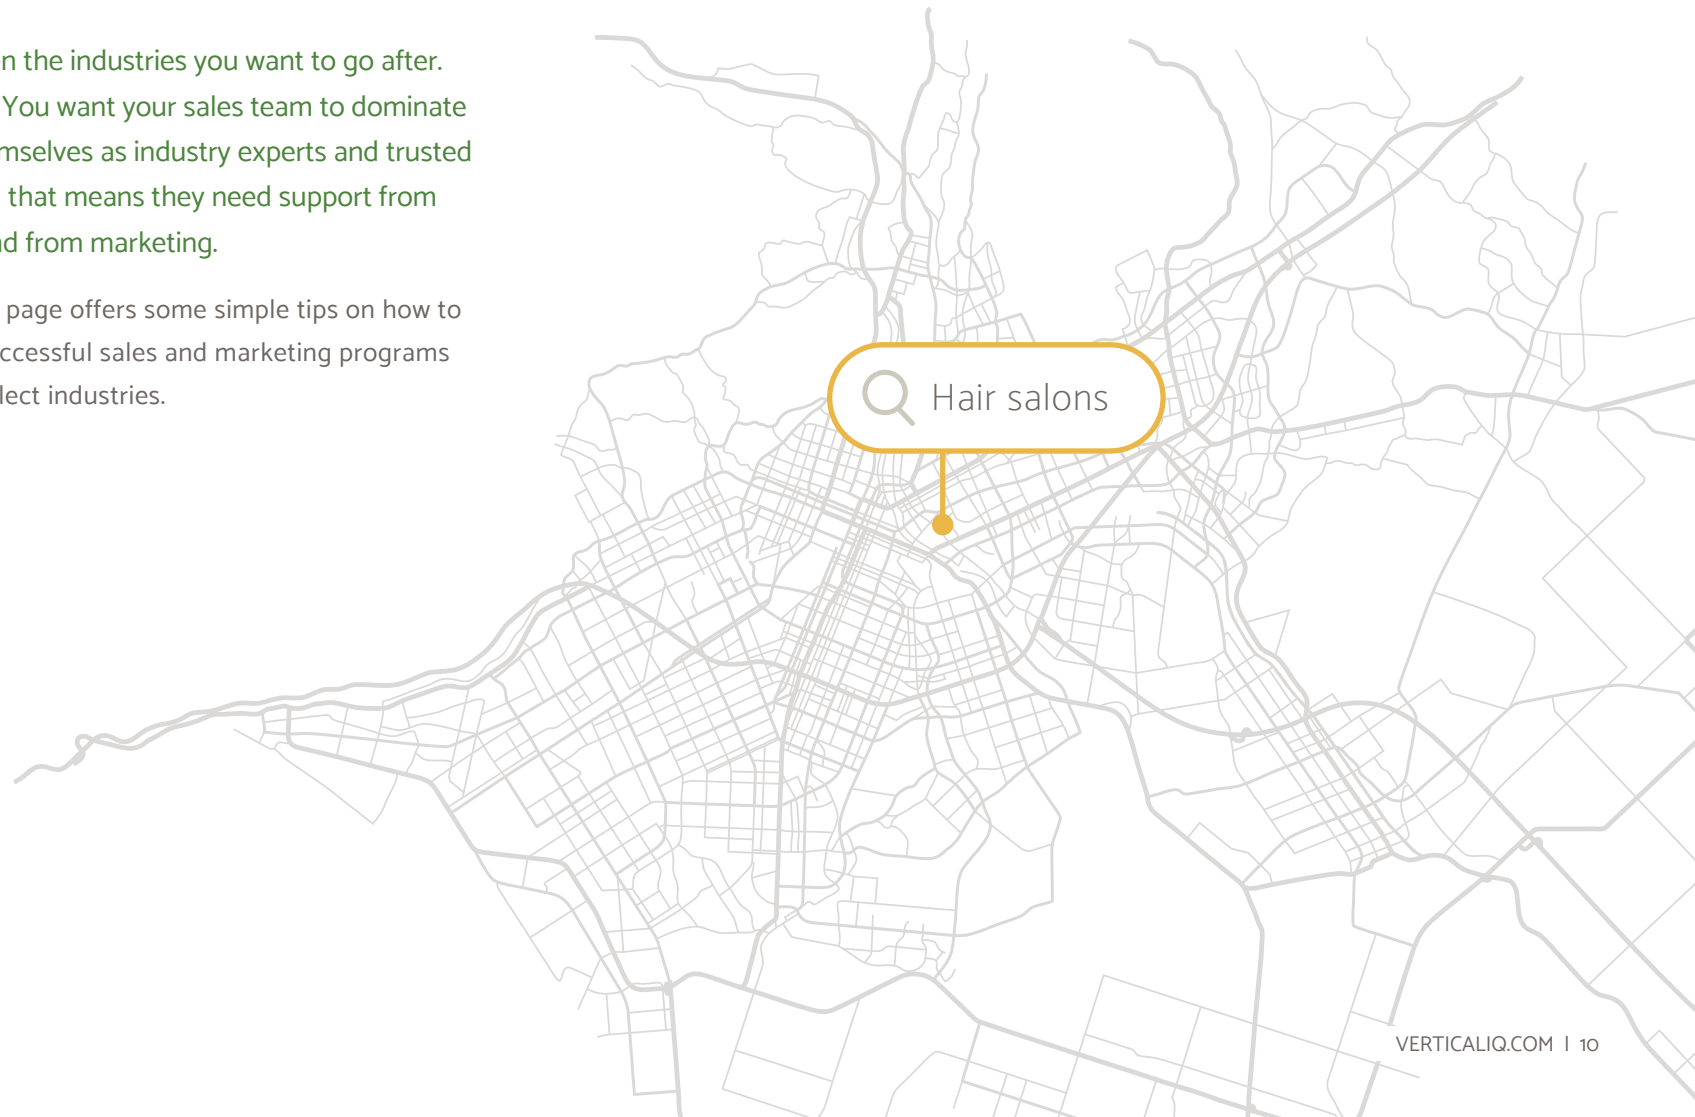 n the industries you want to go after.
You want your sales team to dominate
mselves as industry experts and trusted
that means they need support from
d from marketing.
page offers some simple tips on how to
ccessful sales and marketing programs
lect industries.
Hair salons
VERTICALIQ.COM | 10